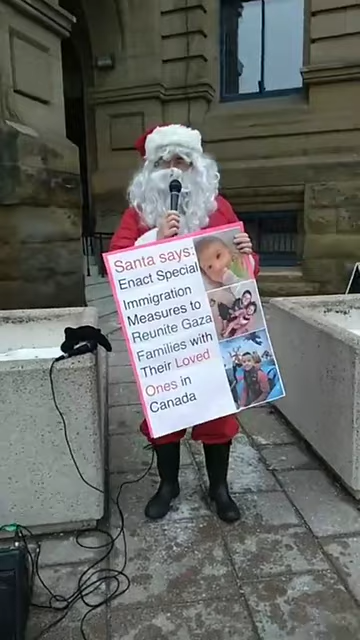 Santa says:
Enact Special
Immigration
Measures to
Reunite Gaza
Families with
Their Loved
Ones in
Canada